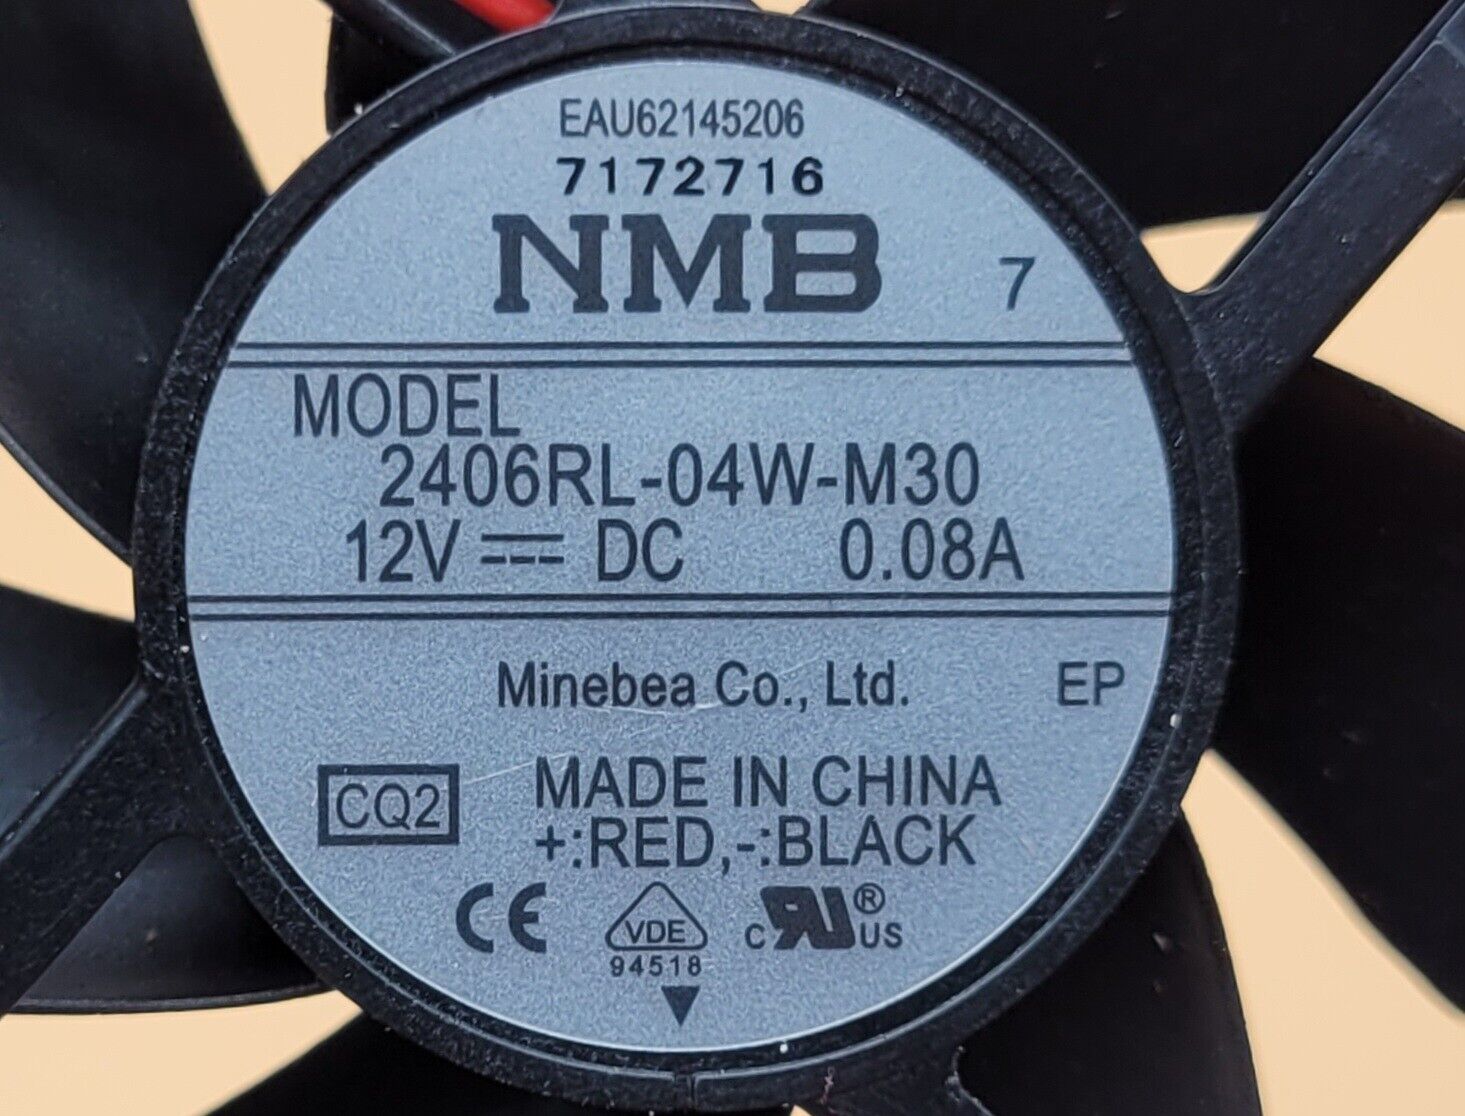 EAU62145206
7172716
NMB 7
MODEL
2406RL-04W-M30
12V DC 0.08A
Minebea Co., Ltd. EP
CQ2
MADE IN CHINA
+:RED,-:BLACK
CE VDE c RU ® US
94518